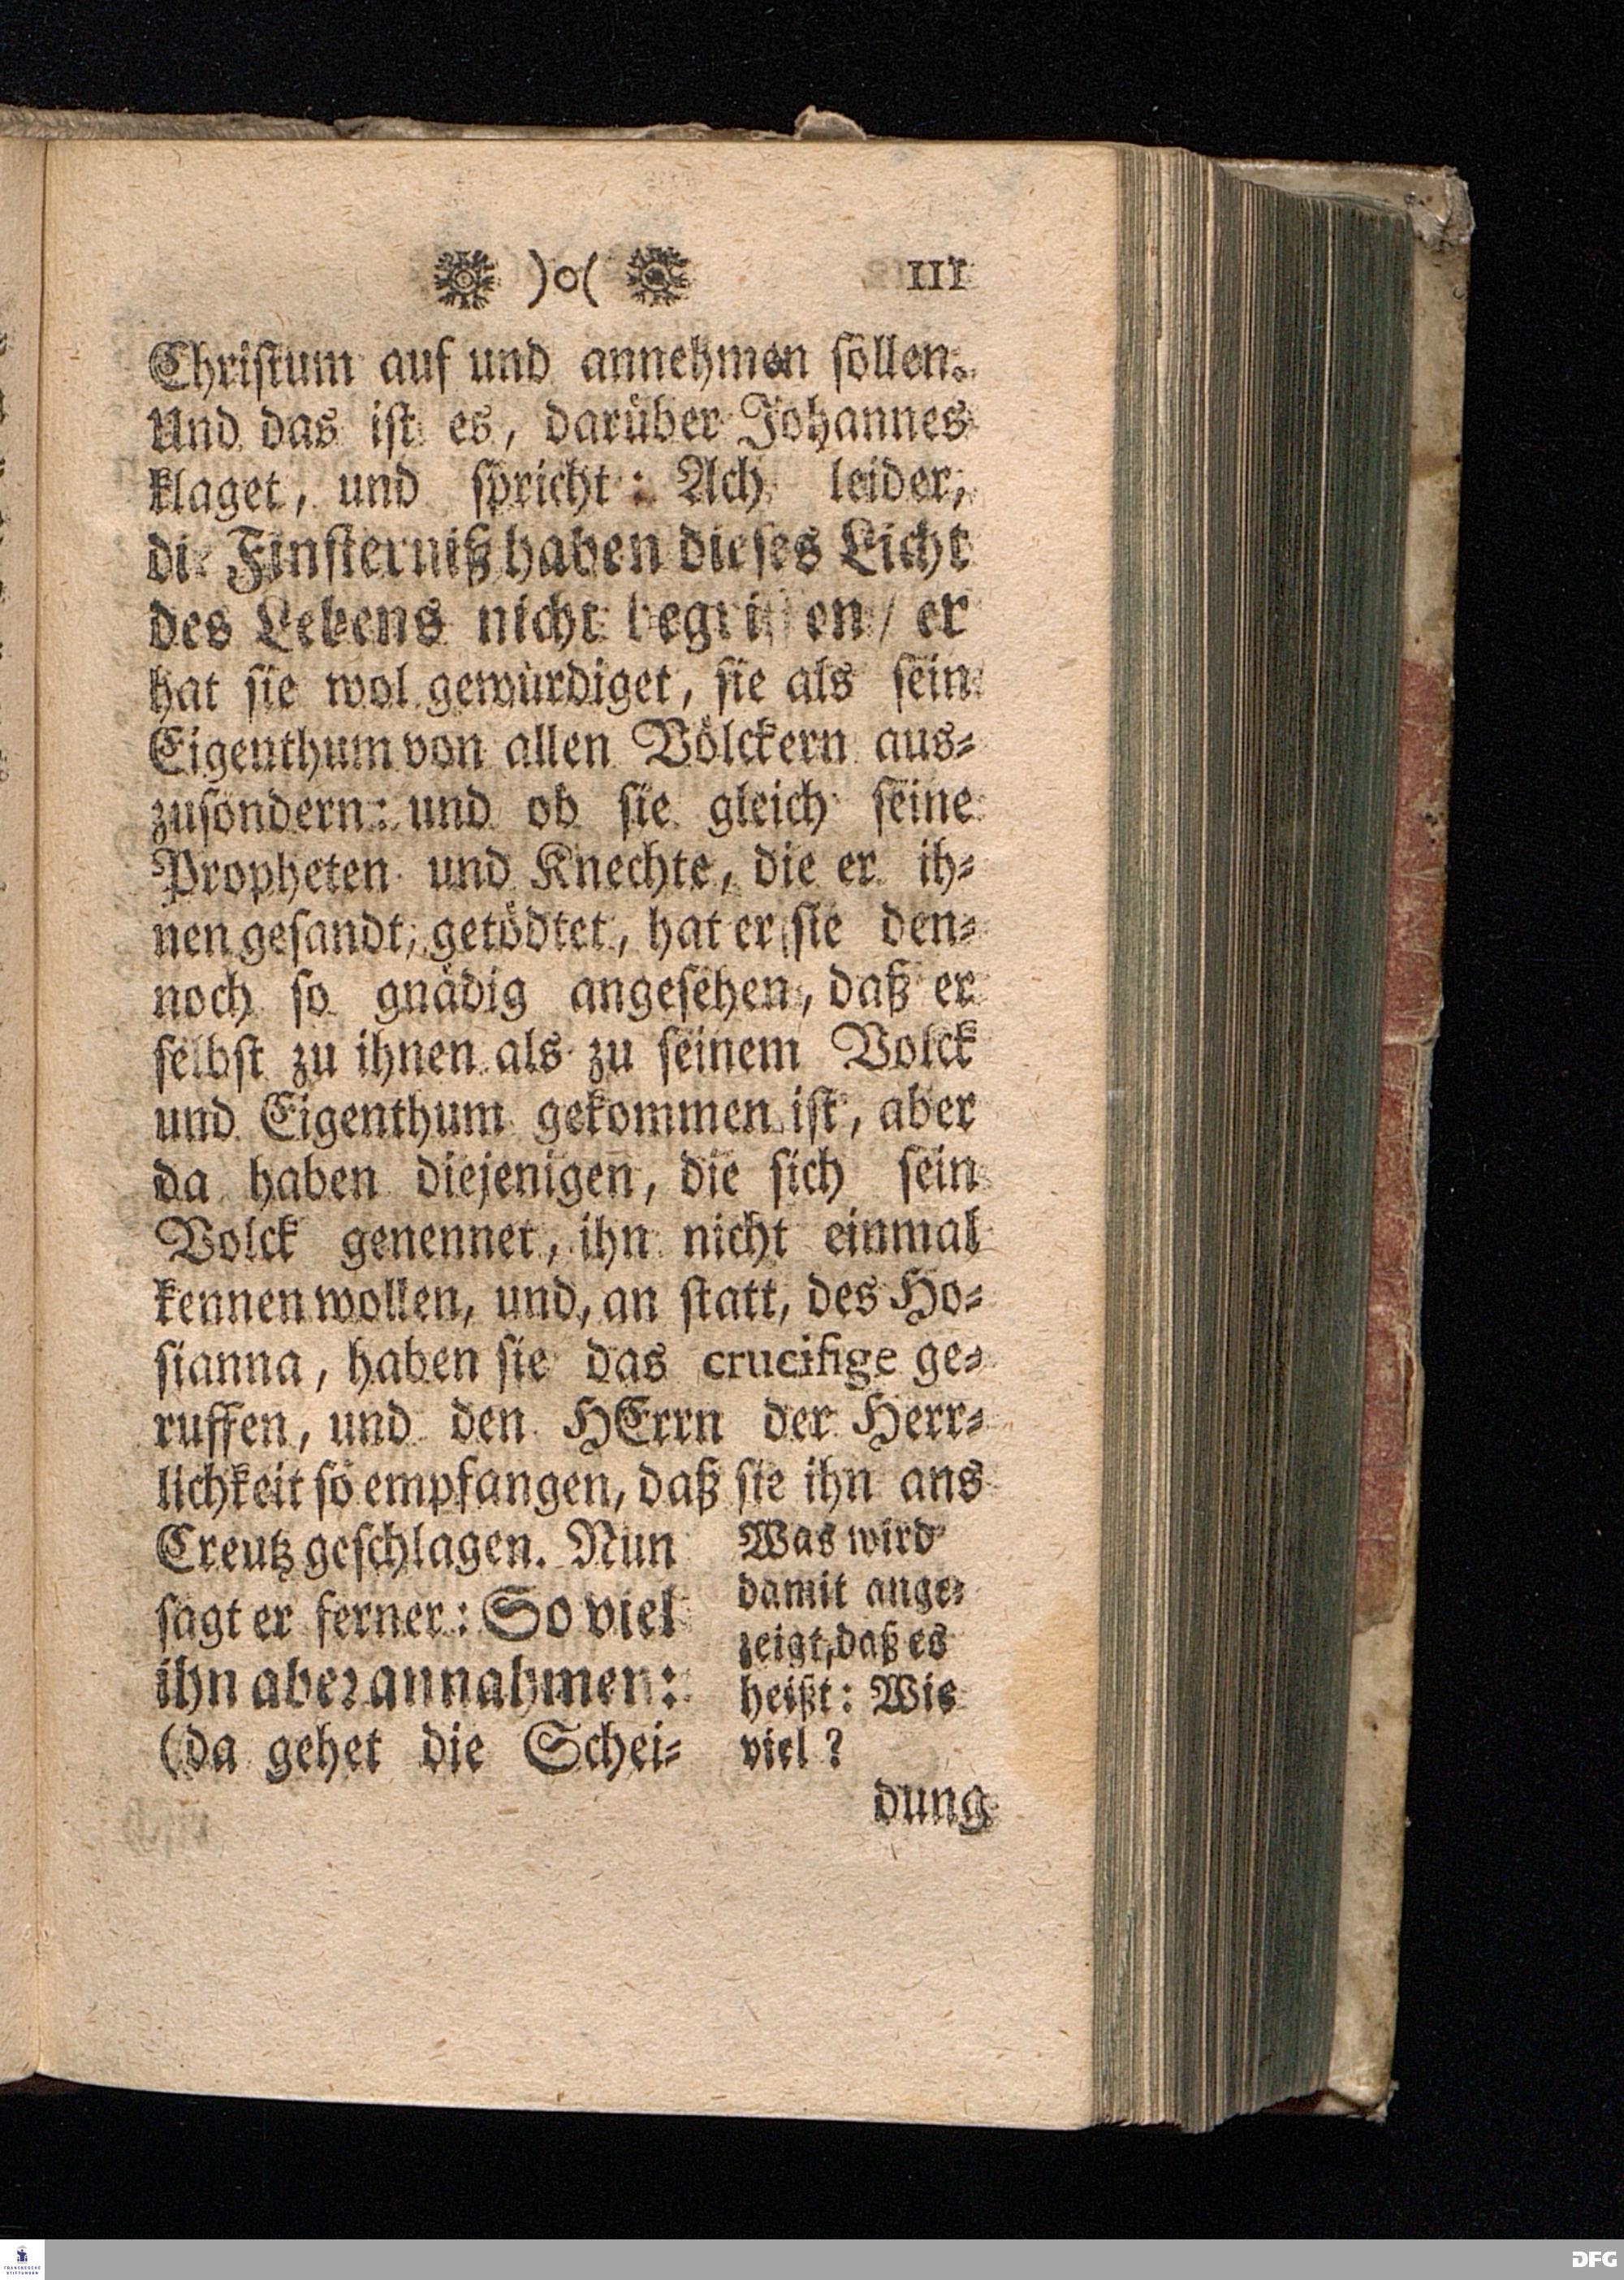 )o( 111
Christum auf und annehmen sollen.
Und das ist es, darüber Johannes
klaget, und spricht: Ach leider,
die Finsterniß haben dieses Licht
des Lebens nicht begriffen / er
hat sie wol gewürdiget, sie als sein
Eigenthum von allen Völckern aus-
zusondern: und ob sie gleich seine
Propheten und Knechte, die er ih-
nen gesandt, getödtet, hat er sie den-
noch so gnädig angesehen, daß er
selbst zu ihnen als zu seinem Volck
und Eigenthum gekommen ist, aber
da haben diejenigen, die sich sein
Volck genennet, ihn nicht einmal
kennen wollen, und, an statt, des Ho-
sianna, haben sie das crucifige ge-
ruffen, und den HErrn der Herr-
lichkeit so empfangen, daß sie ihn ans
Creutz geschlagen. Nun
sagt er ferner: So viel
ihn aber annahmen:
(da gehet die Schei-
Was wird
damit ange-
zeigt, daß es
heißt: Wie
viel?
dung
FRANCKESCHE
STIFTUNGEN
DFG